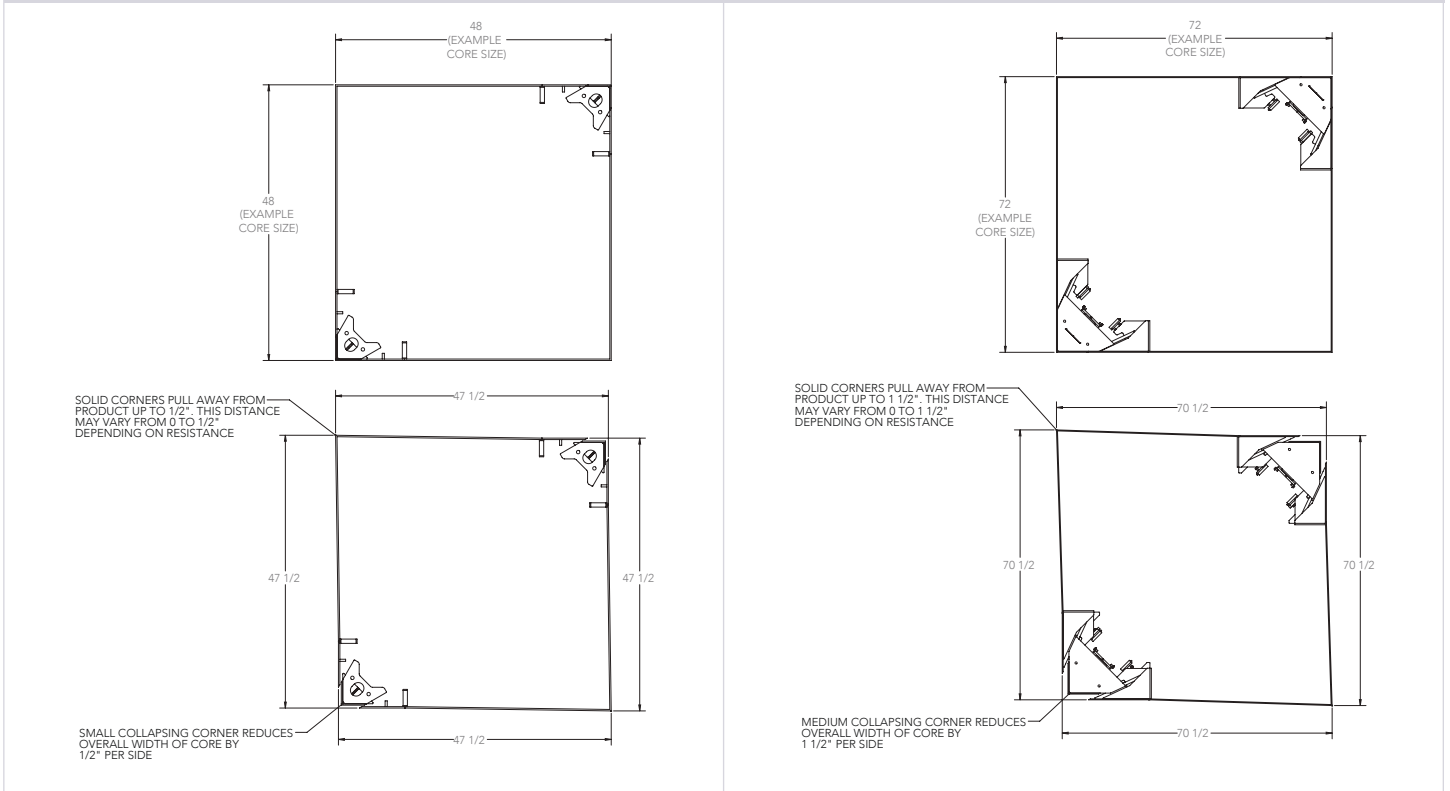 48
(EXAMPLE
CORE SIZE)
48
(EXAMPLE
CORE SIZE)
SOLID CORNERS PULL AWAY FROM
PRODUCT UP TO 1/2". THIS DISTANCE
MAY VARY FROM 0 TO 1/2"
DEPENDING ON RESISTANCE
47 1/2
47 1/2
47 1/2
SMALL COLLAPSING CORNER REDUCES
OVERALL WIDTH OF CORE BY
1/2" PER SIDE
47 1/2
72
(EXAMPLE
CORE SIZE)
72
(EXAMPLE
CORE SIZE)
SOLID CORNERS PULL AWAY FROM
PRODUCT UP TO 1 1/2". THIS DISTANCE
MAY VARY FROM 0 TO 1 1/2"
DEPENDING ON RESISTANCE
70 1/2
70 1/2
70 1/2
MEDIUM COLLAPSING CORNER REDUCES
OVERALL WIDTH OF CORE BY
1 1/2" PER SIDE
70 1/2